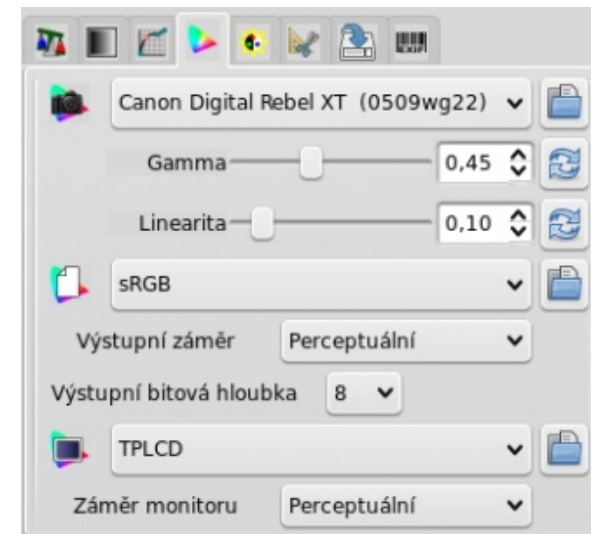 EXIF
Canon Digital Rebel XT (0509wg22)
Gamma 0,45
Linearita 0,10
sRGB
Výstupní záměr Perceptuální
Výstupní bitová hloubka 8
TPLCD
Záměr monitoru Perceptuální